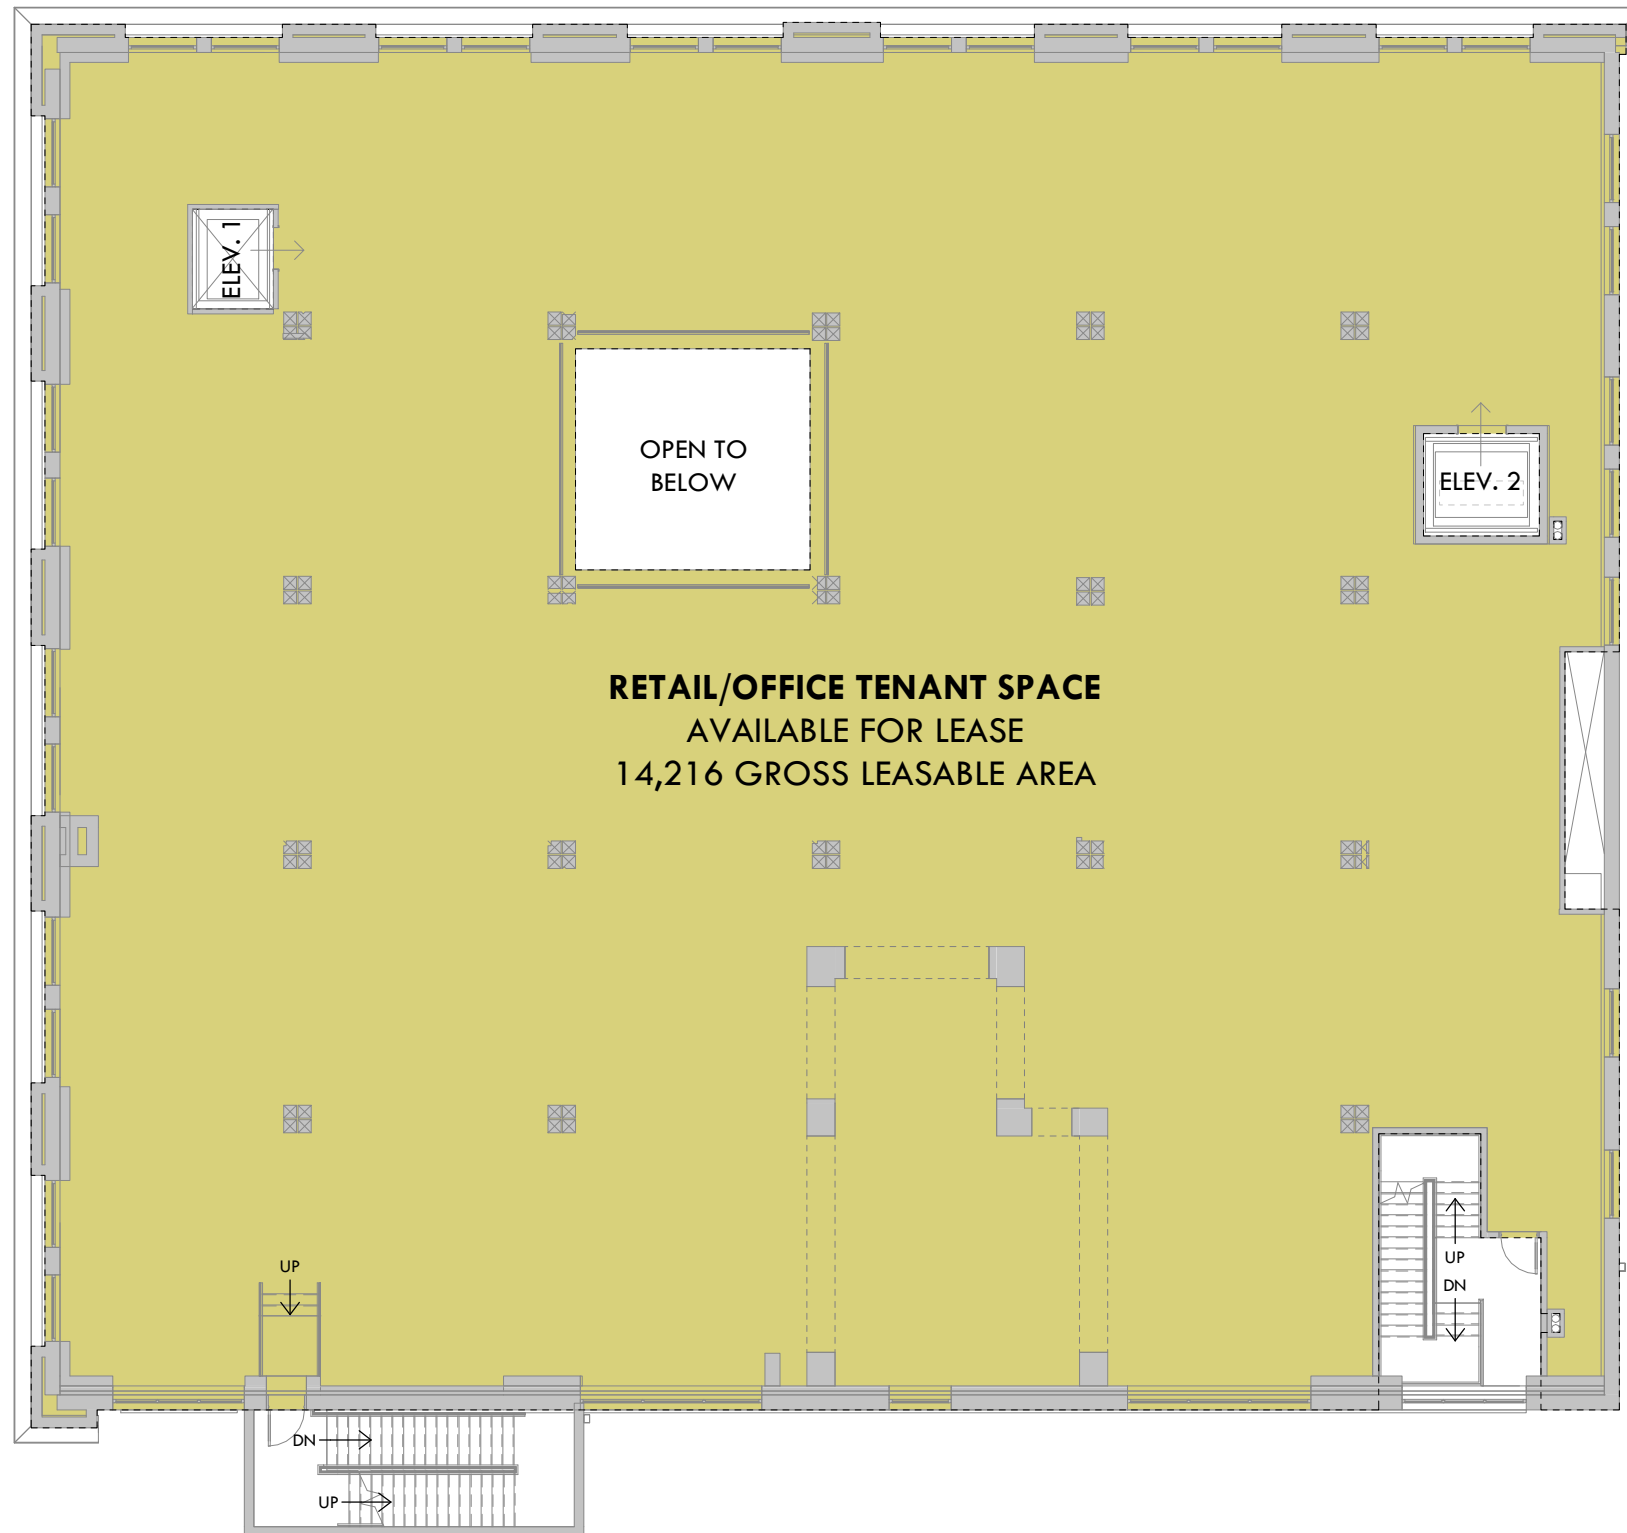 ELEV. 1
OPEN TO
BELOW
ELEV. 2
RETAIL/OFFICE TENANT SPACE
AVAILABLE FOR LEASE
14,216 GROSS LEASABLE AREA
UP
UP
DN
DN
UP